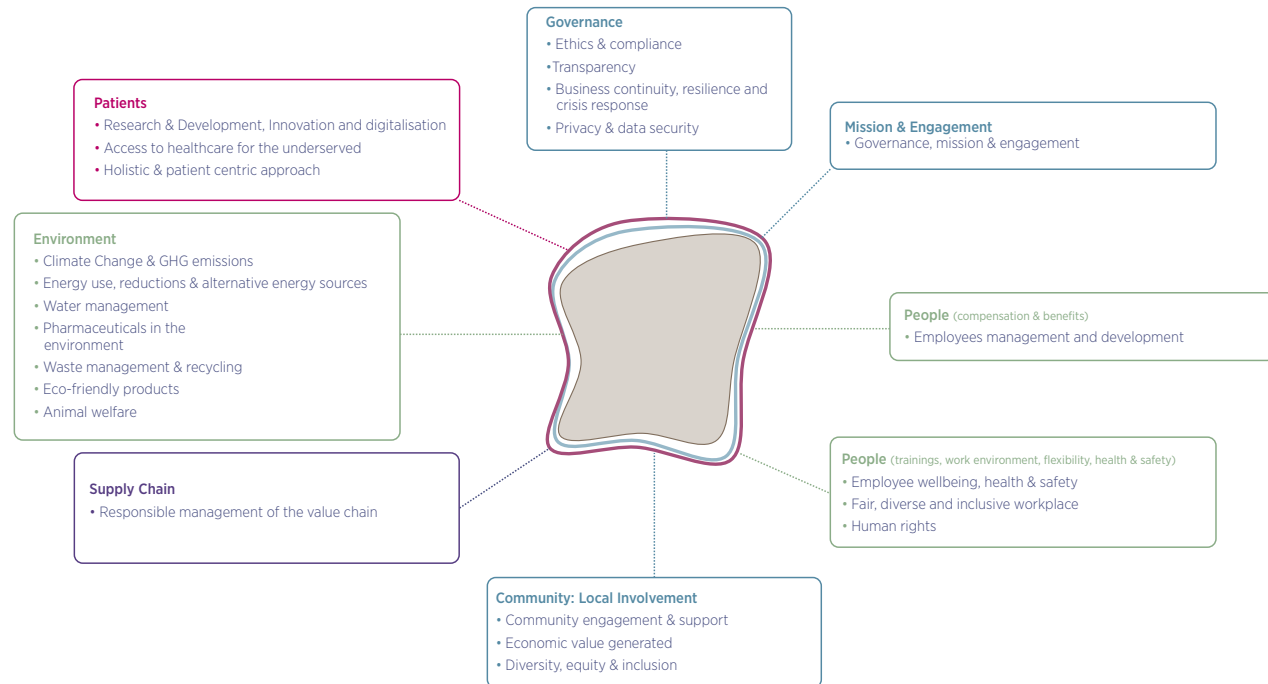 Governance
• Ethics & compliance
•Transparency
• Business continuity, resilience and
crisis response
• Privacy & data security
Patients
• Research & Development, Innovation and digitalisation
• Access to healthcare for the underserved
• Holistic & patient centric approach
Mission & Engagement
• Governance, mission & engagement
Environment
• Climate Change & GHG emissions
• Energy use, reductions & alternative energy sources
• Water management
• Pharmaceuticals in the
environment
• Waste management & recycling
• Eco-friendly products
• Animal welfare
People (compensation & benefits)
• Employees management and development
People (trainings, work environment, flexibility, health & safety)
• Employee wellbeing, health & safety
• Fair, diverse and inclusive workplace
• Human rights
Supply Chain
• Responsible management of the value chain
Community: Local Involvement
• Community engagement & support
• Economic value generated
• Diversity, equity & inclusion